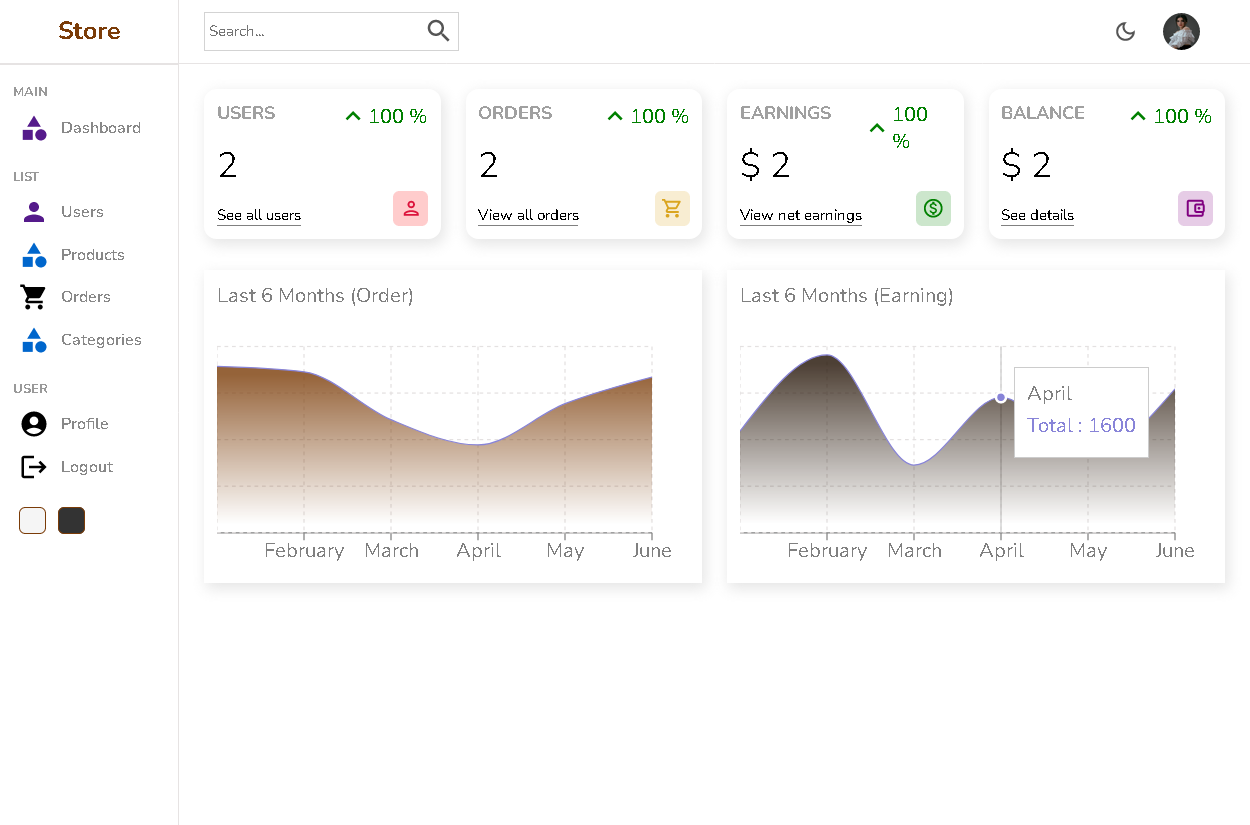 Store
Search...
MAIN
Dashboard
LIST
Users
Products
Orders
Categories
USER
Profile
Logout
USERS
100 %
2
See all users
ORDERS
100 %
2
View all orders
EARNINGS
100
%
$ 2
View net earnings
BALANCE
100 %
$ 2
See details
Last 6 Months (Order)
February March April May June
Last 6 Months (Earning)
April
Total : 1600
February March April May June